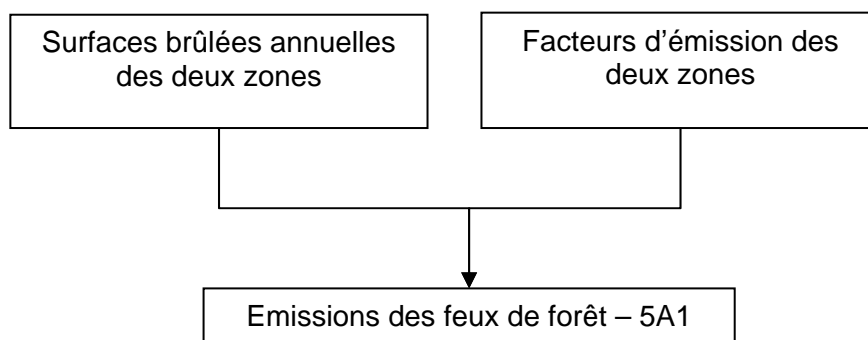 Surfaces brûlées annuelles
des deux zones
Facteurs d'émission des
deux zones
Emissions des feux de forêt – 5A1